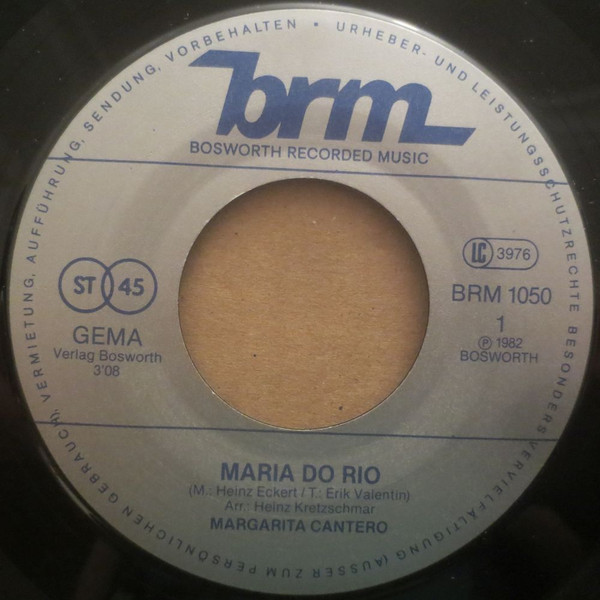 URHEBER- UND LEISTUNGSSCHUTZRECHTE BESONDERS VERVIELFÄLTIGUNG (AUSSER ZUM PERSÖNLICHEN GEBRAUCH), VERMIETUNG, AUFFÜHRUNG, SENDUNG, VORBEHALTEN •
brm
BOSWORTH RECORDED MUSIC
LC 3976
ST 45
BRM 1050
GEMA
1
Verlag Bosworth
Ⓟ 1982
3'08
BOSWORTH
MARIA DO RIO
(M.: Heinz Eckert / T.: Erik Valentin)
Arr.: Heinz Kretzschmar
MARGARITA CANTERO